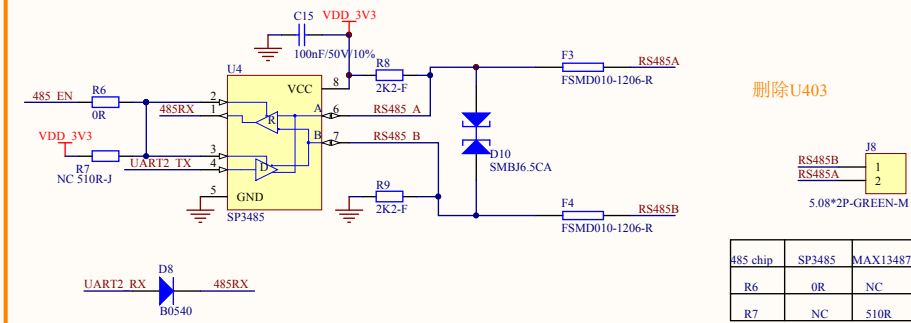 C15
VDD_3V3
100nF/50V/10%
U4
VCC
8
R8
2K2-F
F3
RS485A
FSMD010-1206-R
删除U403
485_EN
R6
0R
2
485RX
1
R
A
6
RS485_A
VDD_3V3
R7
NC 510R-J
3
UART2_TX
4
D
B
7
RS485_B
D10
SMBJ6.5CA
J8
RS485B
1
RS485A
2
5.08*2P-GREEN-M
5
GND
SP3485
R9
2K2-F
F4
RS485B
FSMD010-1206-R
485 chip SP3485 MAX13487
R6 0R NC
R7 NC 510R
D8
UART2_RX
485RX
B0540